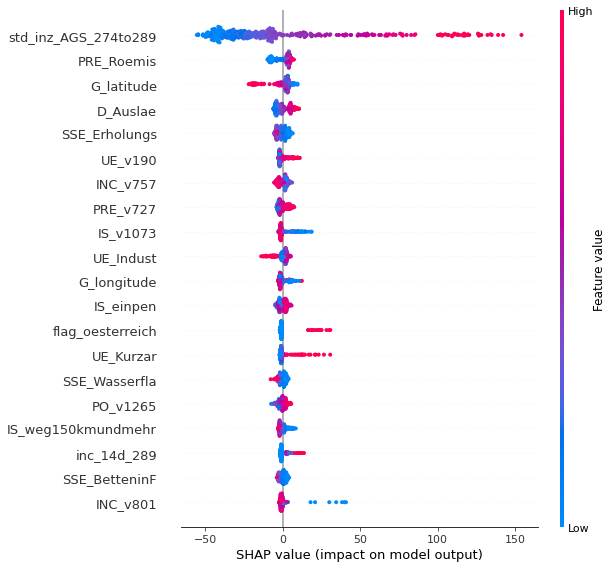 High
std_inz_AGS_274to289
PRE_Roemis
G_latitude
D_Auslae
SSE_Erholungs
UE_v190
INC_v757
PRE_v727
IS_v1073
UE_Indust
G_longitude
IS_einpen
flag_oesterreich
UE_Kurzar
SSE_Wasserfla
PO_v1265
IS_weg150kmundmehr
inc_14d_289
SSE_BetteninF
INC_v801
Feature value
Low
−50
0
50
100
150
SHAP value (impact on model output)